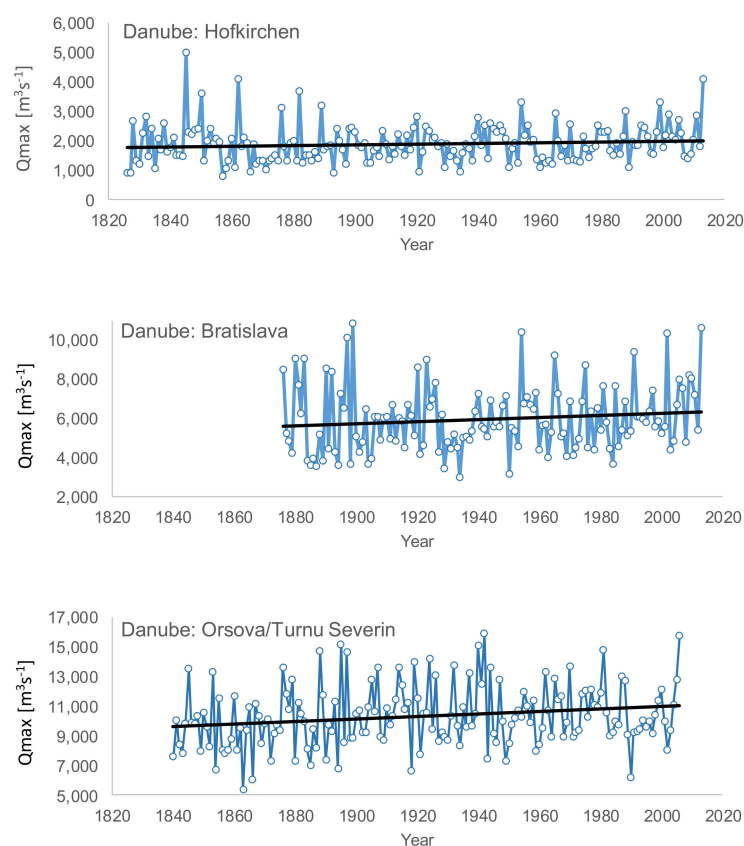 Danube: Hofkirchen
Qmax [m³s⁻¹]
6,000
5,000
4,000
3,000
2,000
1,000
0
1820 1840 1860 1880 1900 1920 1940 1960 1980 2000 2020
Year
Danube: Bratislava
Qmax [m³s⁻¹]
10,000
8,000
6,000
4,000
2,000
1820 1840 1860 1880 1900 1920 1940 1960 1980 2000 2020
Year
Danube: Orsova/Turnu Severin
Qmax [m³s⁻¹]
17,000
15,000
13,000
11,000
9,000
7,000
5,000
1820 1840 1860 1880 1900 1920 1940 1960 1980 2000 2020
Year